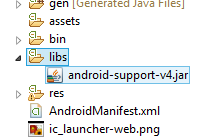 gen [Generated Java Files]
assets
bin
libs
android-support-v4.jar
res
AndroidManifest.xml
ic_launcher-web.png